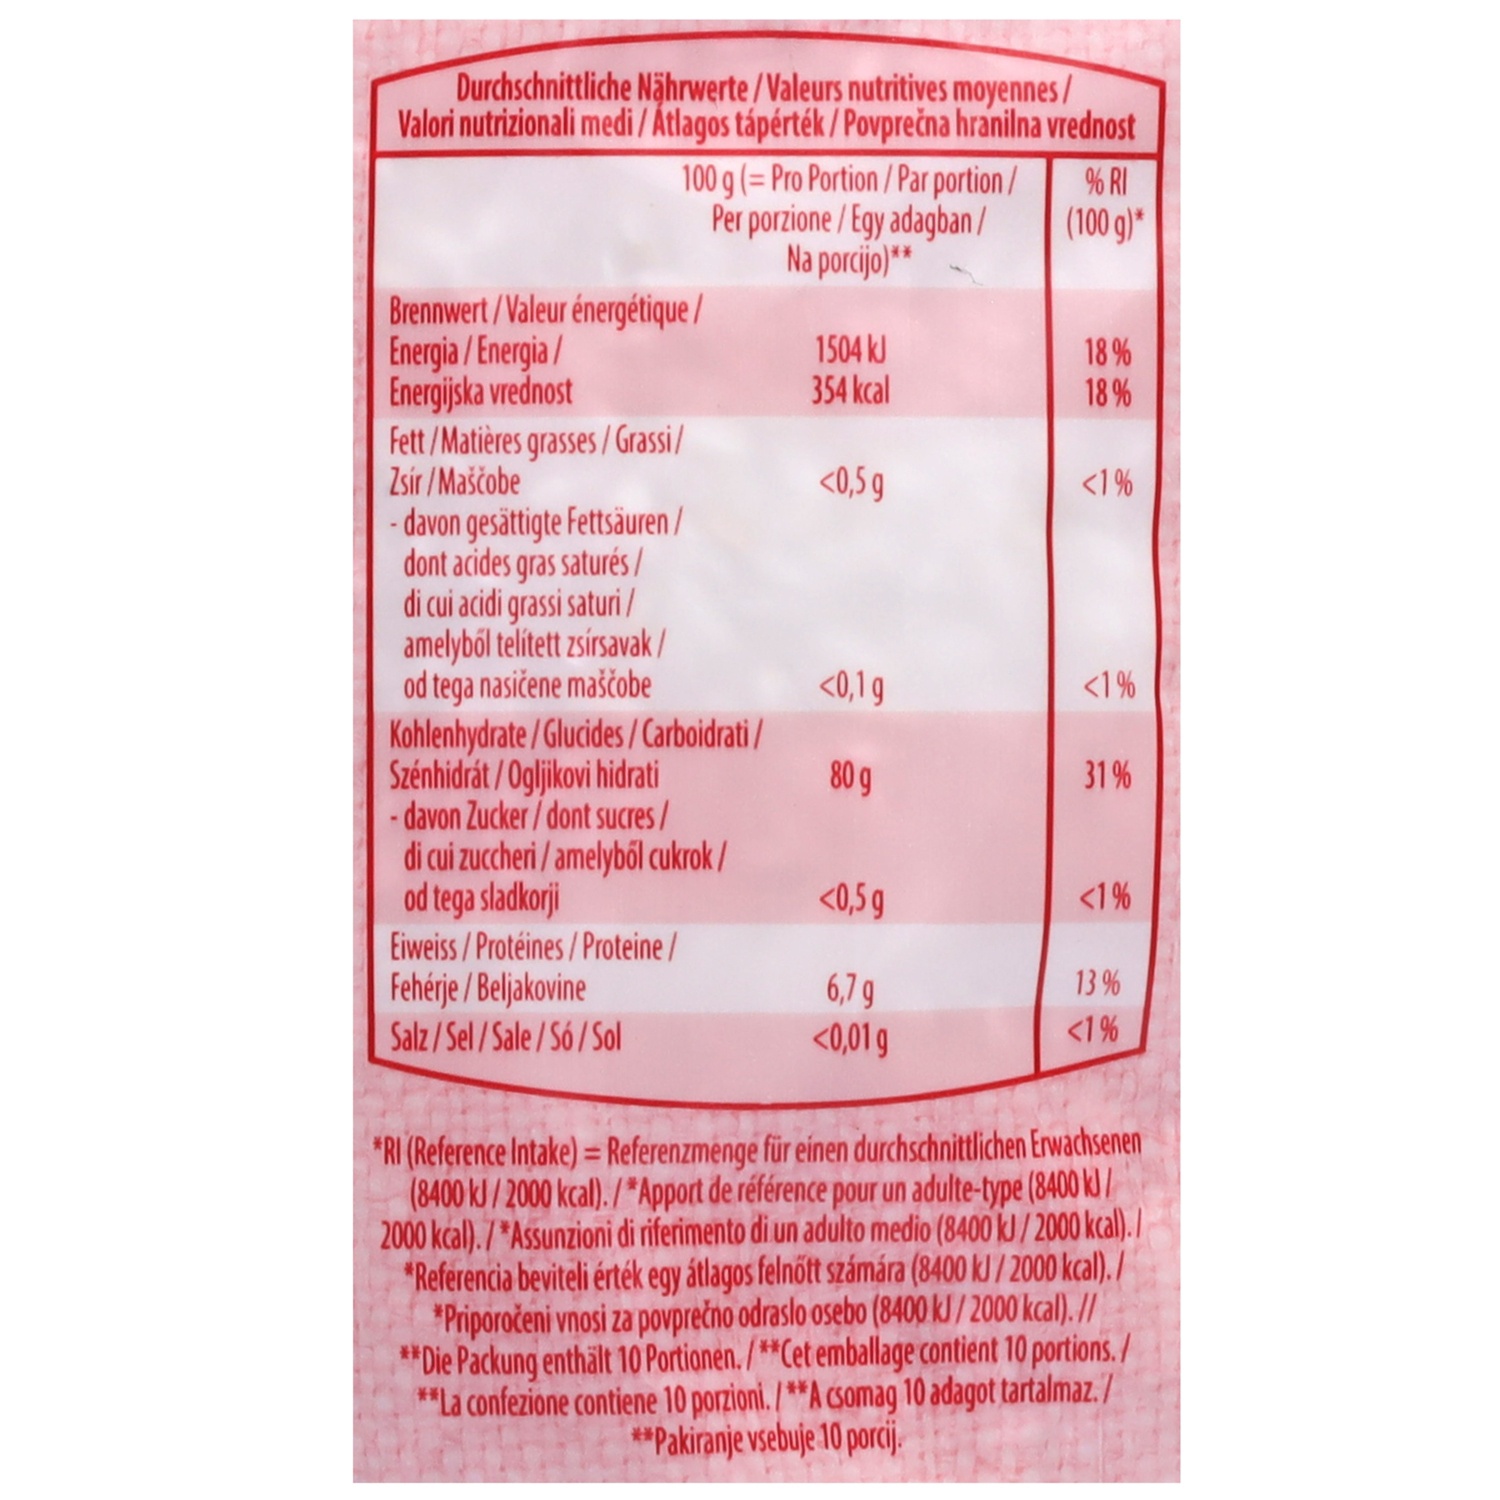 Durchschnittliche Nährwerte / Valeurs nutritives moyennes /
Valori nutrizionali medi / Átlagos tápérték / Povprečna hranilna vrednost
100 g (= Pro Portion / Par portion / % RI
Per porzione / Egy adagban / (100 g)*
Na porcijo)**
Brennwert / Valeur énergétique /
Energia / Energia / 1504 kJ 18 %
Energijska vrednost 354 kcal 18 %
Fett / Matières grasses / Grassi /
Zsír / Maščobe <0,5 g <1 %
- davon gesättigte Fettsäuren /
dont acides gras saturés /
di cui acidi grassi saturi /
amelyből telített zsírsavak /
od tega nasičene maščobe <0,1 g <1 %
Kohlenhydrate / Glucides / Carboidrati /
Szénhidrát / Ogljikovi hidrati 80 g 31 %
- davon Zucker / dont sucres /
di cui zuccheri / amelyből cukrok /
od tega sladkorji <0,5 g <1 %
Eiweiss / Protéines / Proteine /
Fehérje / Beljakovine 6,7 g 13 %
Salz / Sel / Sale / Só / Sol <0,01 g <1 %
*RI (Reference Intake) = Referenzmenge für einen durchschnittlichen Erwachsenen
(8400 kJ / 2000 kcal). / *Apport de référence pour un adulte-type (8400 kJ /
2000 kcal). / *Assunzioni di riferimento di un adulto medio (8400 kJ / 2000 kcal). /
*Referencia beviteli érték egy átlagos felnőtt számára (8400 kJ / 2000 kcal). /
*Priporočeni vnosi za povprečno odraslo osebo (8400 kJ / 2000 kcal). //
**Die Packung enthält 10 Portionen. / **Cet emballage contient 10 portions. /
**La confezione contiene 10 porzioni. / **A csomag 10 adagot tartalmaz. /
**Pakiranje vsebuje 10 porcij.